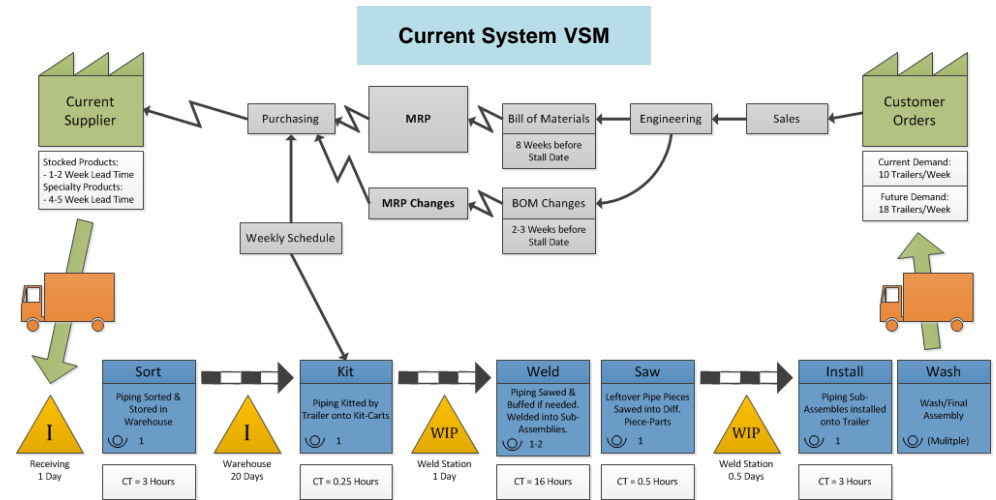 Current System VSM
Current
Supplier
Stocked Products:
- 1-2 Week Lead Time
Specialty Products:
- 4-5 Week Lead Time
Purchasing
MRP
Bill of Materials
8 Weeks before
Stall Date
Engineering
Sales
Customer
Orders
Current Demand:
10 Trailers/Week
Future Demand:
18 Trailers/Week
MRP Changes
BOM Changes
2-3 Weeks before
Stall Date
Weekly Schedule
I
Receiving
1 Day
Sort
Piping Sorted &
Stored in
Warehouse
1
CT = 3 Hours
I
Warehouse
20 Days
Kit
Piping Kitted by
Trailer onto Kit-Carts
1
CT = 0.25 Hours
WIP
Weld Station
1 Day
Weld
Piping Sawed &
Buffed if needed.
Welded into Sub-
Assemblies.
1-2
CT = 16 Hours
Saw
Leftover Pipe Pieces
Sawed into Diff.
Piece-Parts
1
CT = 0.5 Hours
WIP
Weld Station
0.5 Days
Install
Piping Sub-
Assembles installed
onto Trailer
1
CT = 3 Hours
Wash
Wash/Final
Assembly
(Mulitple)